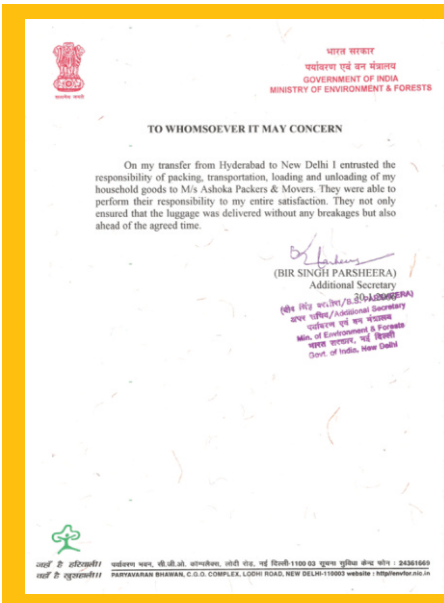 भारत सरकार
पर्यावरण एवं वन मंत्रालय
GOVERNMENT OF INDIA
MINISTRY OF ENVIRONMENT & FORESTS
सत्यमेव जयते
TO WHOMSOEVER IT MAY CONCERN
On my transfer from Hyderabad to New Delhi I entrusted the
responsibility of packing, transportation, loading and unloading of my
household goods to M/s Ashoka Packers & Movers. They were able to
perform their responsibility to my entire satisfaction. They not only
ensured that the luggage was delivered without any breakages but also
ahead of the agreed time.
(BIR SINGH PARSHEERA)
Additional Secretary
अपर सचिव/Additional Secretary
पर्यावरण एवं वन मंत्रालय
Min. of Environment & Forests
भारत सरकार, नई दिल्ली
Govt. of India, New Delhi
जहाँ है हरियाली।
वहाँ है खुशहाली।।
पर्यावरण भवन, सी.जी.ओ. कॉम्पलेक्स, लोदी रोड, नई दिल्ली-1100 03 सूचना सुविधा केन्द्र फोन : 24361669
PARYAVARAN BHAWAN, C.G.O. COMPLEX, LODHI ROAD, NEW DELHI-110003 website : http//envfor.nic.in